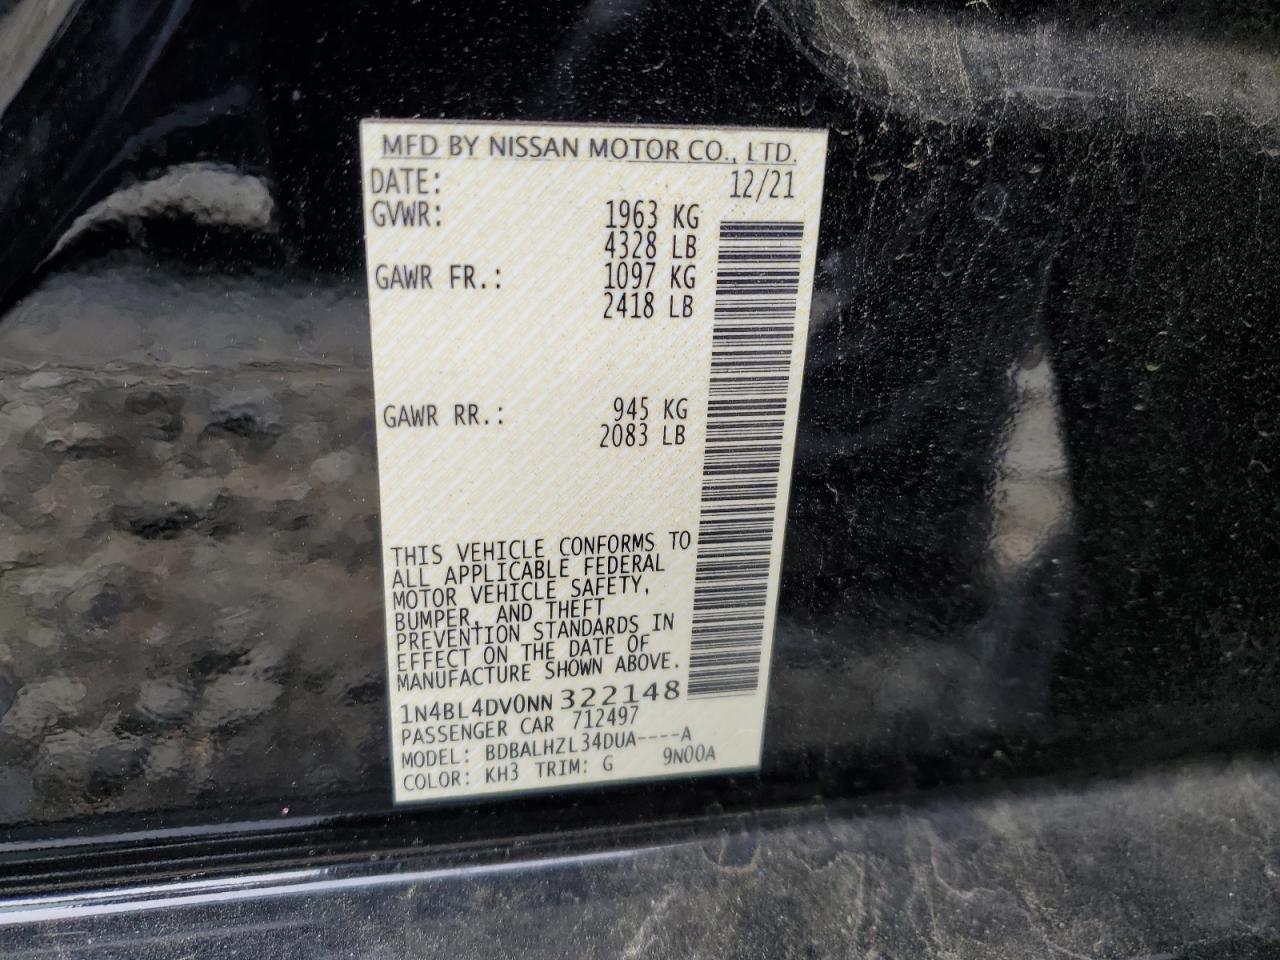 MFD BY NISSAN MOTOR CO., LTD.
DATE: 12/21
GVWR: 1963 KG
4328 LB
GAWR FR.: 1097 KG
2418 LB
GAWR RR.: 945 KG
2083 LB
THIS VEHICLE CONFORMS TO
ALL APPLICABLE FEDERAL
MOTOR VEHICLE SAFETY,
BUMPER, AND THEFT
PREVENTION STANDARDS IN
EFFECT ON THE DATE OF
MANUFACTURE SHOWN ABOVE.
1N4BL4DV0NN322148
PASSENGER CAR 712497
MODEL: BDBALHZL34DUA----A
COLOR: KH3 TRIM: G 9N00A